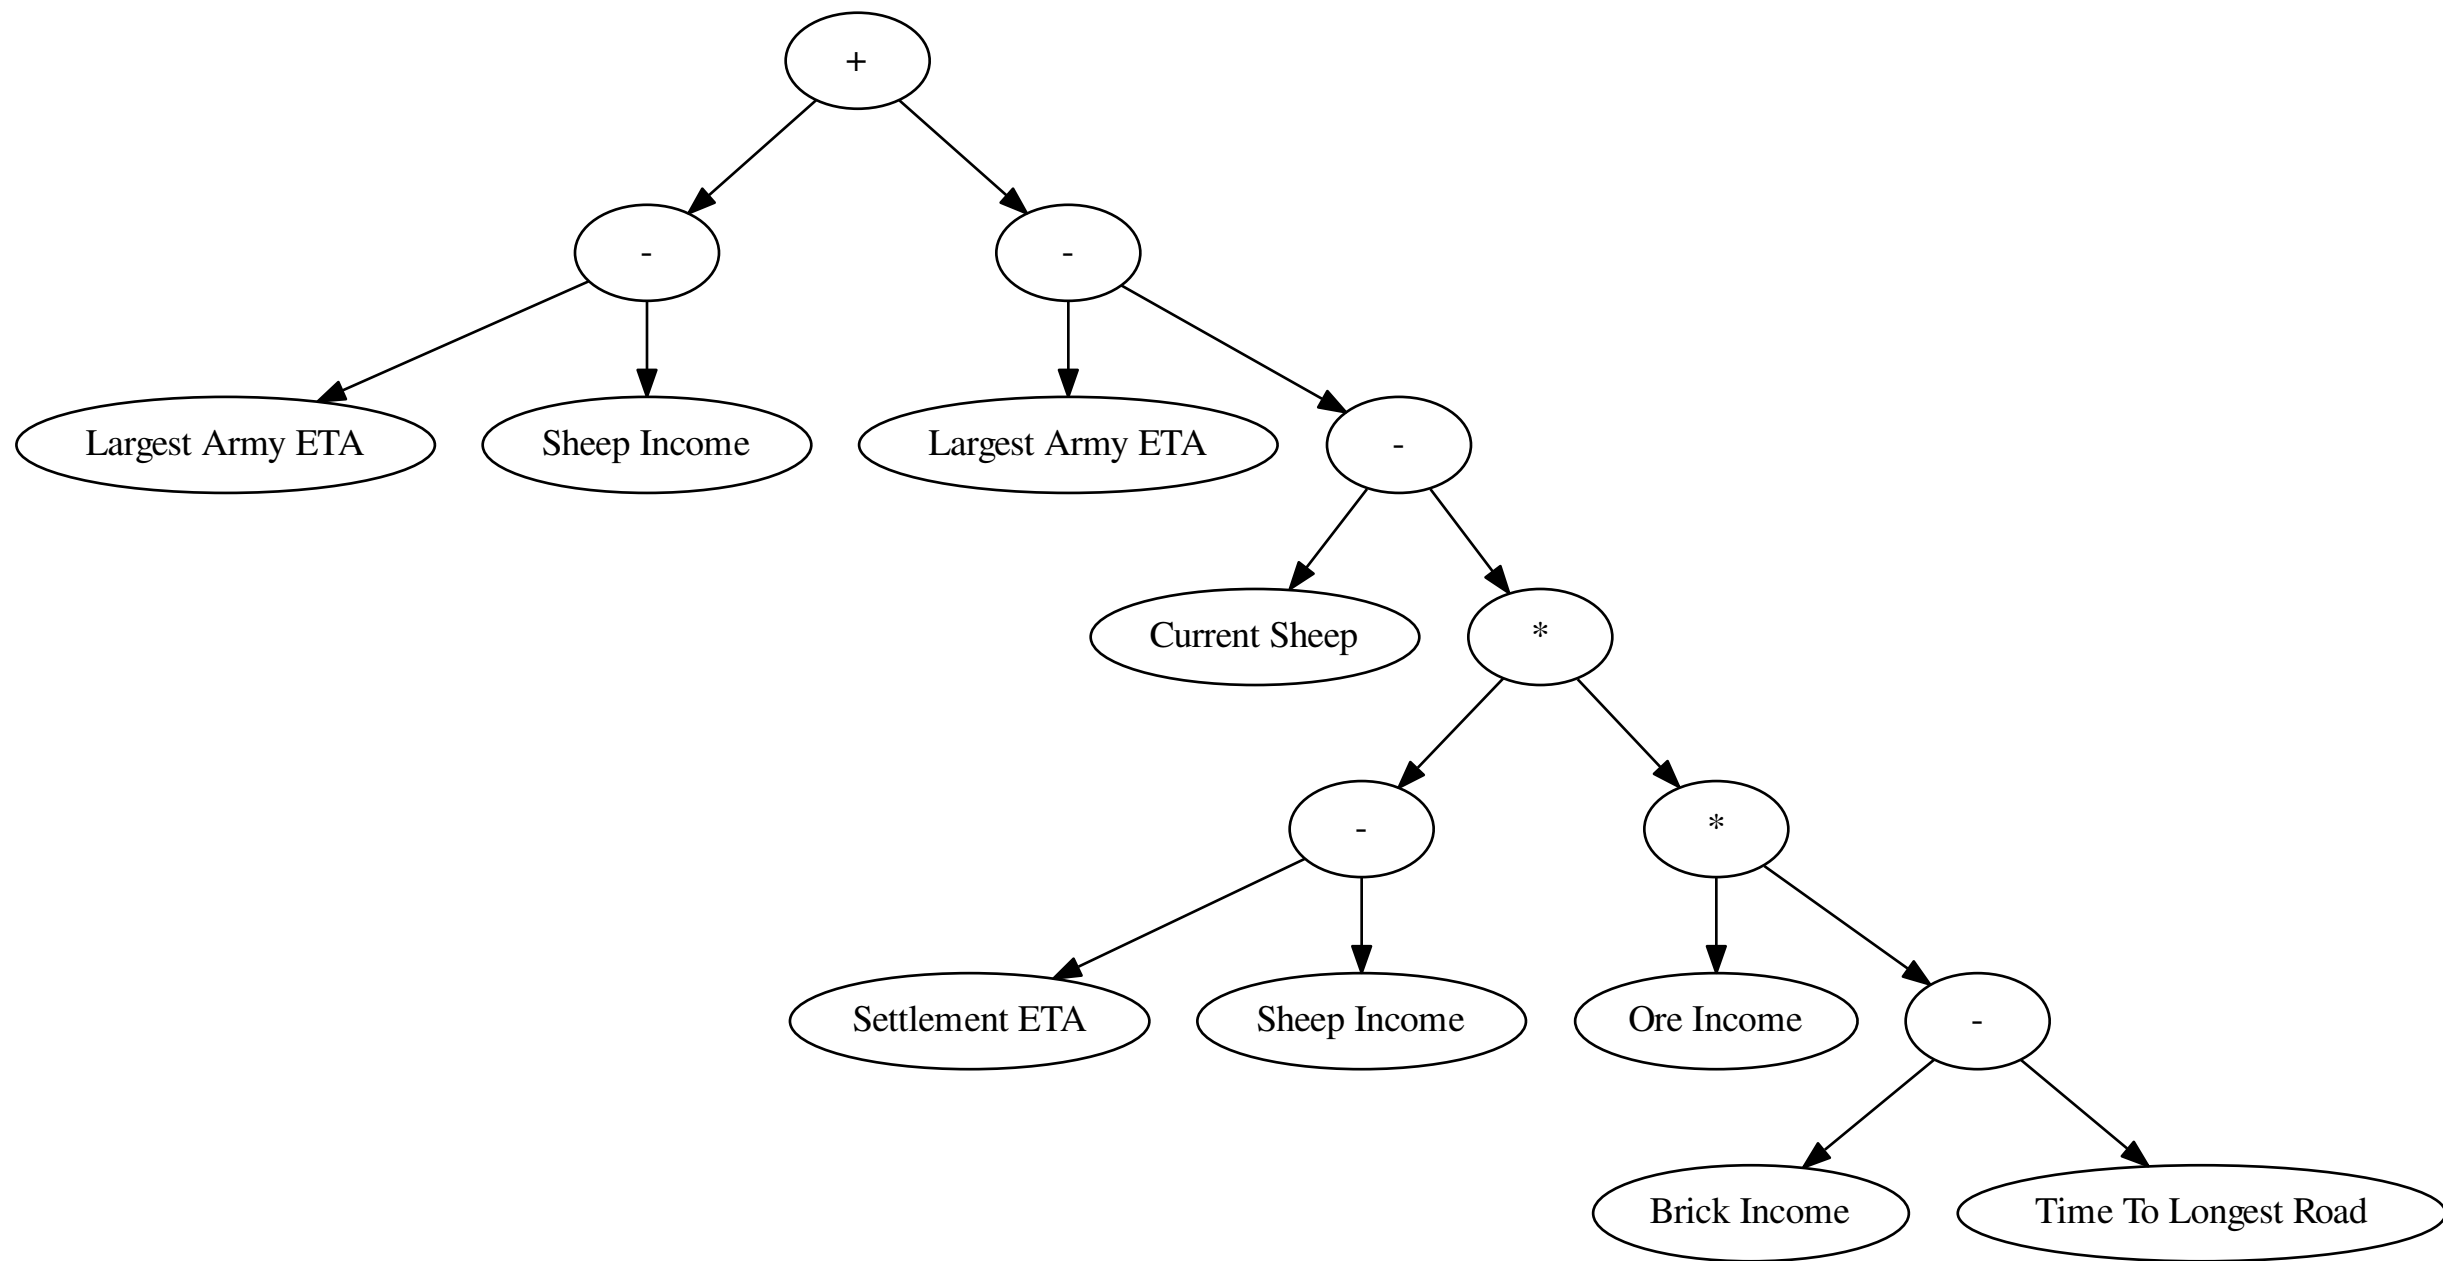 +
-
-
Largest Army ETA
Sheep Income
Largest Army ETA
-
Current Sheep
*
-
*
Settlement ETA
Sheep Income
Ore Income
-
Brick Income
Time To Longest Road